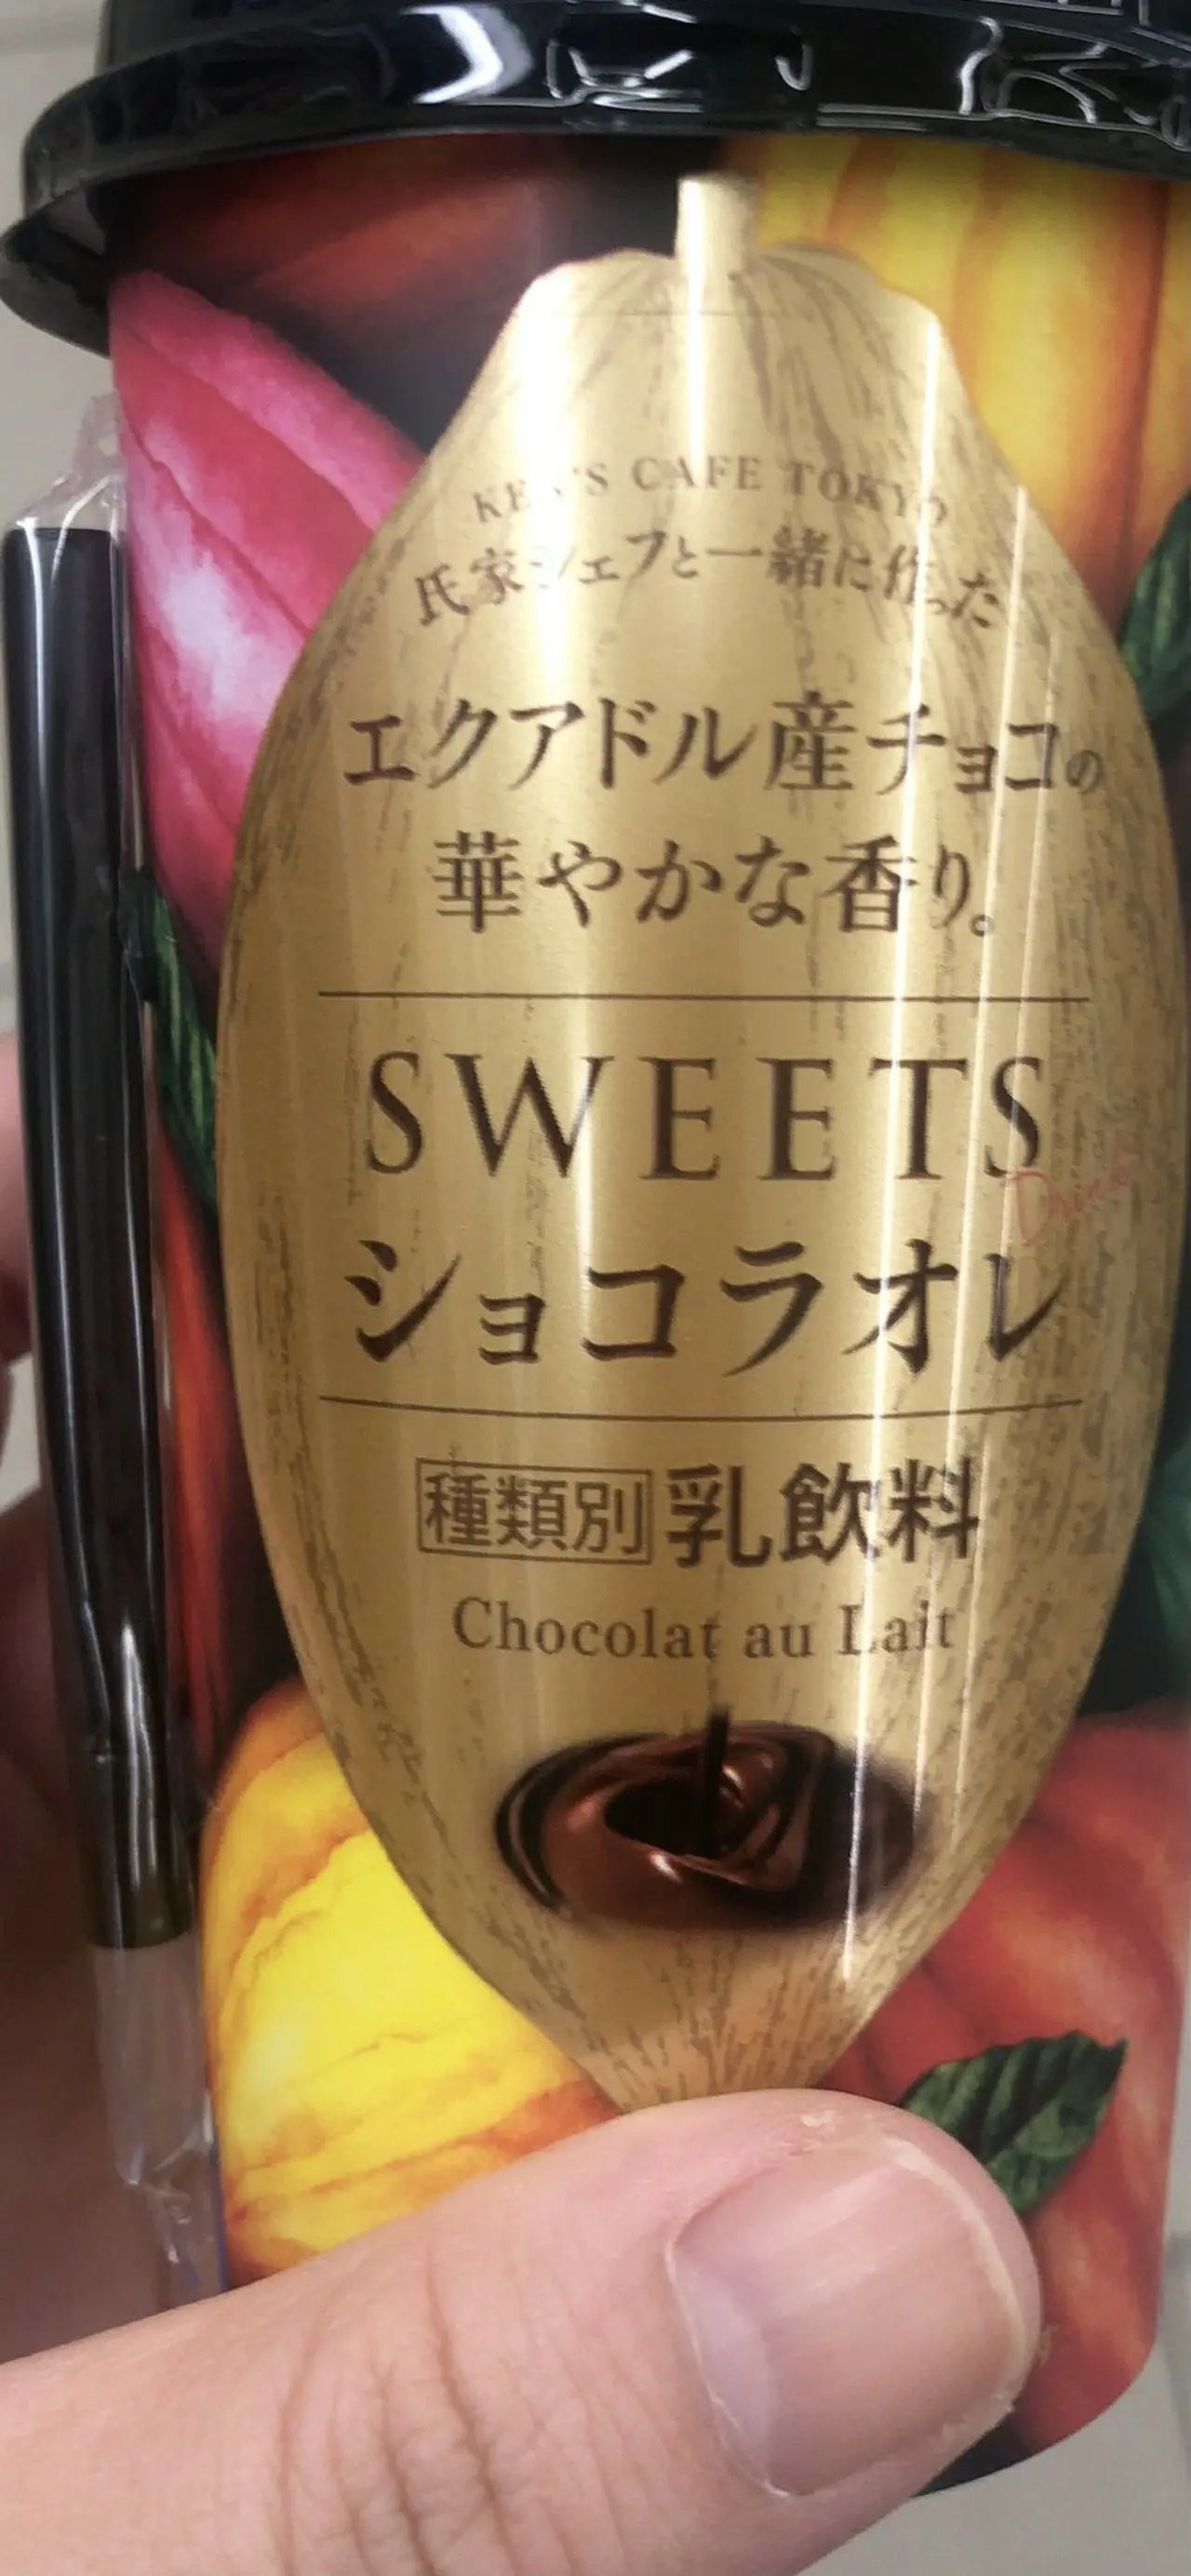 KEN'S CAFE TOKYO
氏家シェフと一緒に作った
エクアドル産チョコの
華やかな香り。
SWEETS
Drink
ショコラオレ
種類別 乳飲料
Chocolat au Lait